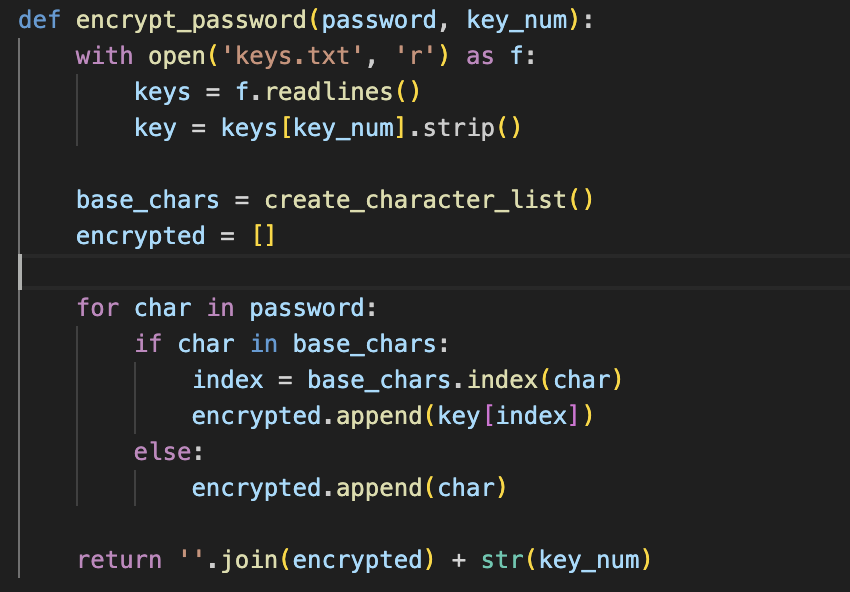 def encrypt_password(password, key_num):
    with open('keys.txt', 'r') as f:
        keys = f.readlines()
        key = keys[key_num].strip()

    base_chars = create_character_list()
    encrypted = []

    for char in password:
        if char in base_chars:
            index = base_chars.index(char)
            encrypted.append(key[index])
        else:
            encrypted.append(char)

    return ''.join(encrypted) + str(key_num)